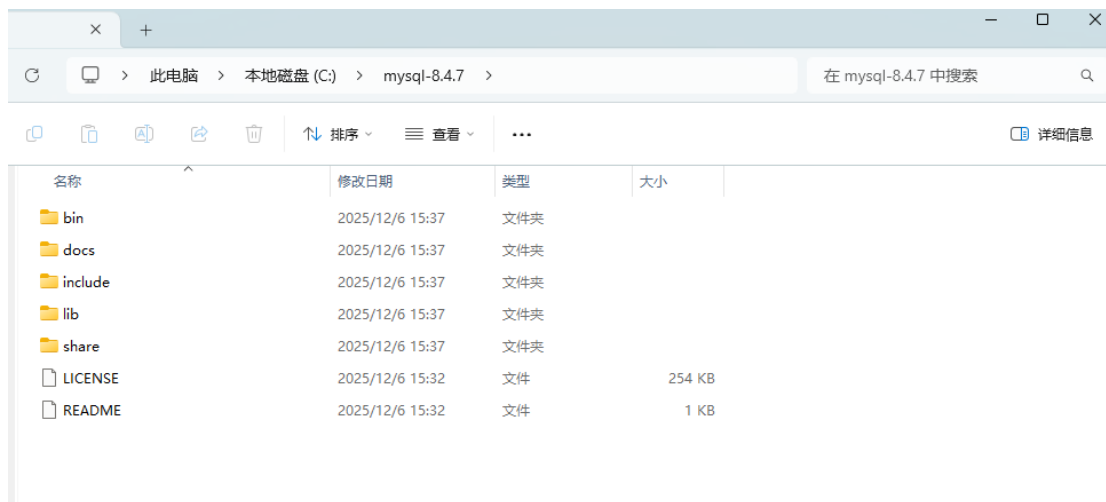 此电脑 > 本地磁盘 (C:) > mysql-8.4.7 > 在 mysql-8.4.7 中搜索
排序 查看 ... 详细信息
名称 修改日期 类型 大小
bin 2025/12/6 15:37 文件夹
docs 2025/12/6 15:37 文件夹
include 2025/12/6 15:37 文件夹
lib 2025/12/6 15:37 文件夹
share 2025/12/6 15:37 文件夹
LICENSE 2025/12/6 15:32 文件 254 KB
README 2025/12/6 15:32 文件 1 KB